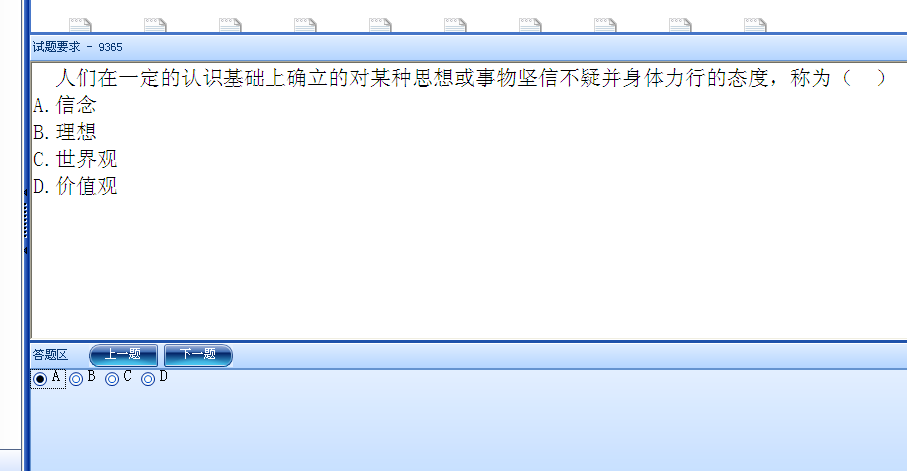 试题要求 - 9365
人们在一定的认识基础上确立的对某种思想或事物坚信不疑并身体力行的态度，称为（　）
A.信念
B.理想
C.世界观
D.价值观
答题区 上一题 下一题
A B C D